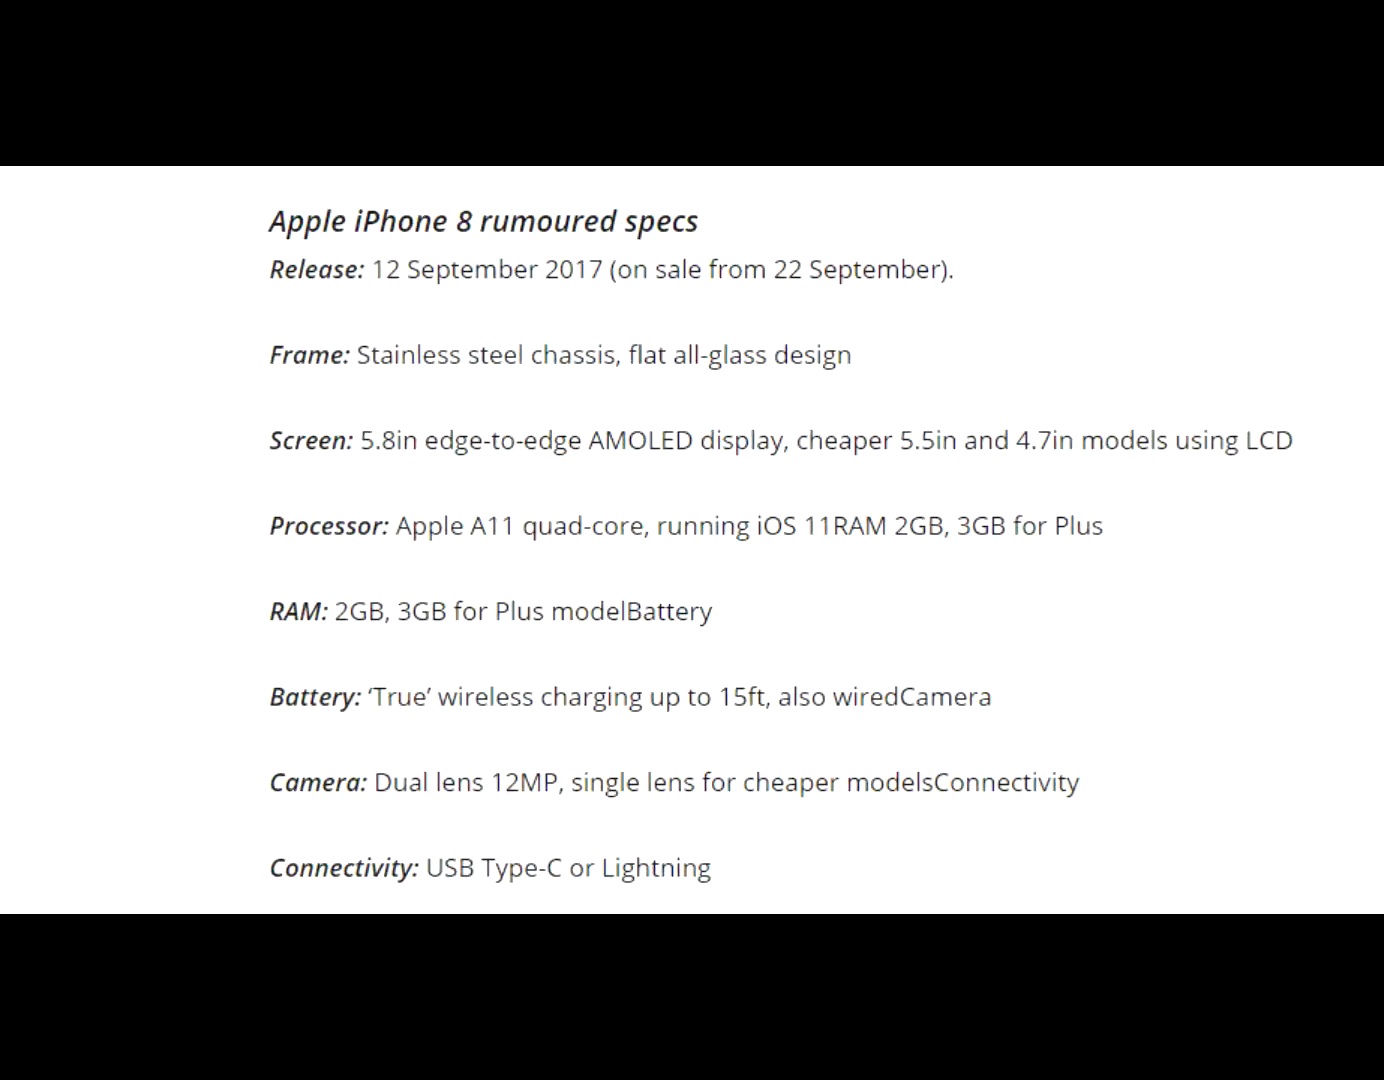 Apple iPhone 8 rumoured specs
Release: 12 September 2017 (on sale from 22 September).
Frame: Stainless steel chassis, flat all-glass design
Screen: 5.8in edge-to-edge AMOLED display, cheaper 5.5in and 4.7in models using LCD
Processor: Apple A11 quad-core, running iOS 11RAM 2GB, 3GB for Plus
RAM: 2GB, 3GB for Plus modelBattery
Battery: ‘True’ wireless charging up to 15ft, also wiredCamera
Camera: Dual lens 12MP, single lens for cheaper modelsConnectivity
Connectivity: USB Type-C or Lightning